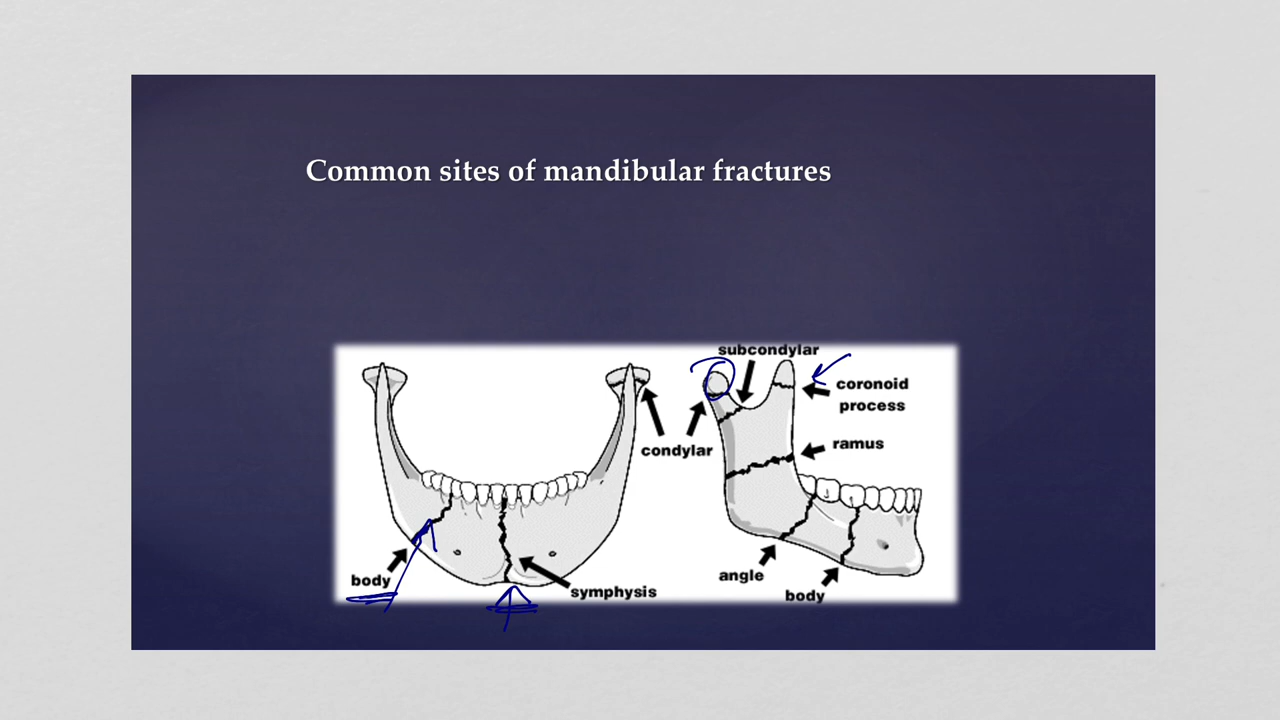 Common sites of mandibular fractures
subcondylar
coronoid
process
condylar
ramus
body
symphysis
angle
body